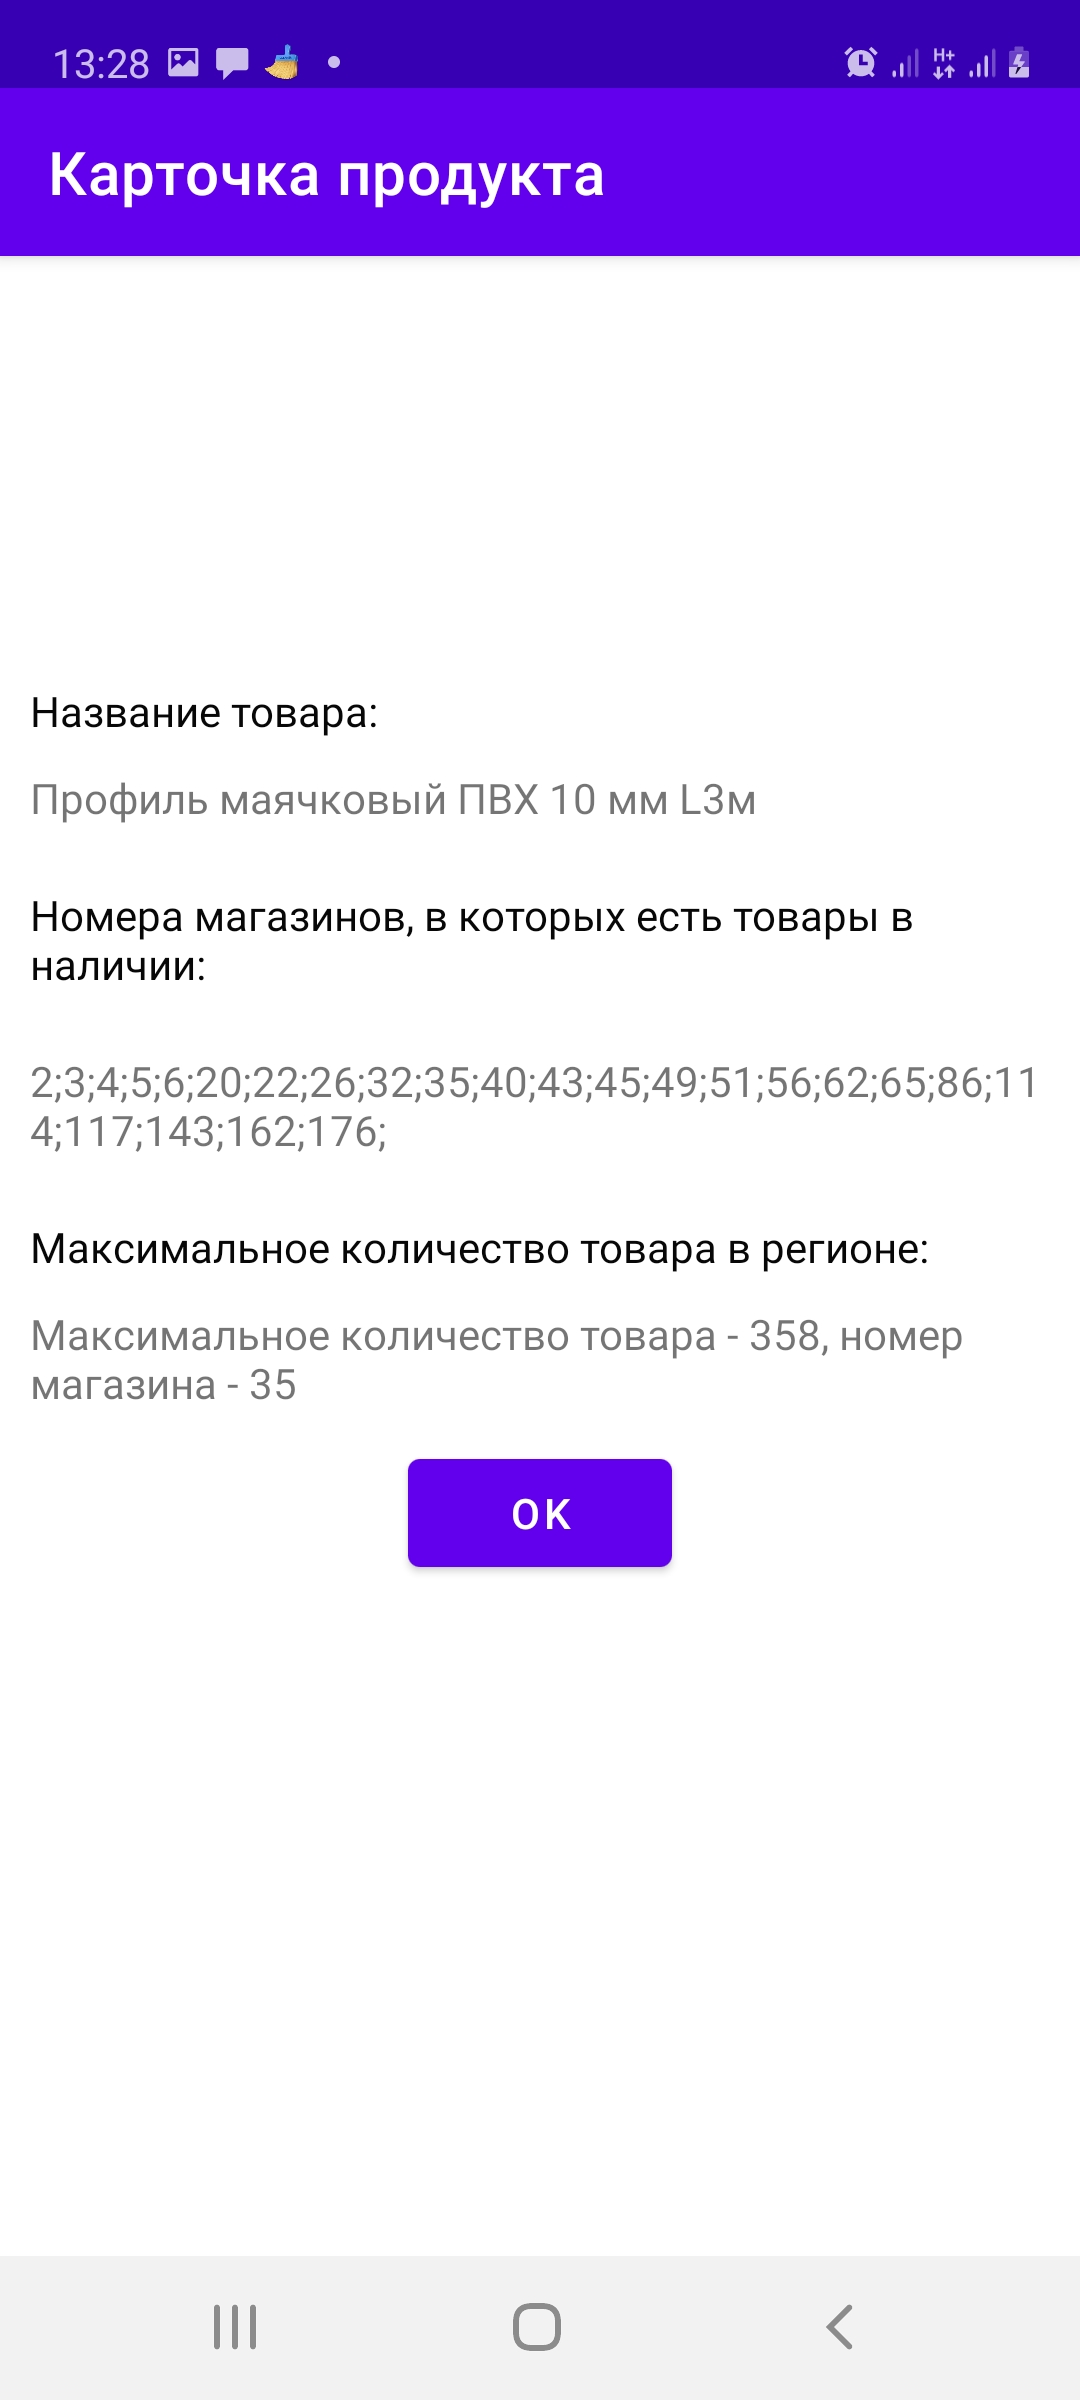 13:28
H+
Карточка продукта
Название товара:
Профиль маячковый ПВХ 10 мм L3м
Номера магазинов, в которых есть товары в
наличии:
2;3;4;5;6;20;22;26;32;35;40;43;45;49;51;56;62;65;86;11
4;117;143;162;176;
Максимальное количество товара в регионе:
Максимальное количество товара - 358, номер
магазина - 35
OK